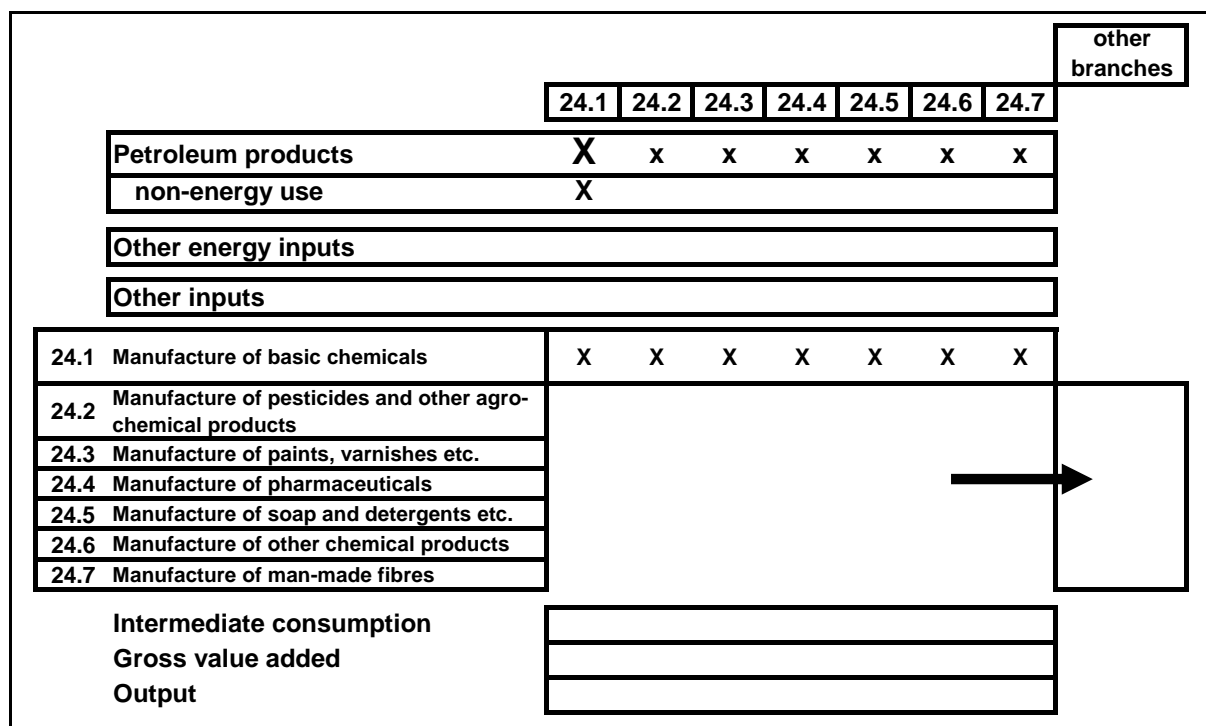 other
branches
24.1 24.2 24.3 24.4 24.5 24.6 24.7
Petroleum products X x x x x x x
non-energy use X
Other energy inputs
Other inputs
24.1 Manufacture of basic chemicals X X X X X X X
24.2 Manufacture of pesticides and other agro-
chemical products
24.3 Manufacture of paints, varnishes etc.
24.4 Manufacture of pharmaceuticals
24.5 Manufacture of soap and detergents etc.
24.6 Manufacture of other chemical products
24.7 Manufacture of man-made fibres
Intermediate consumption
Gross value added
Output